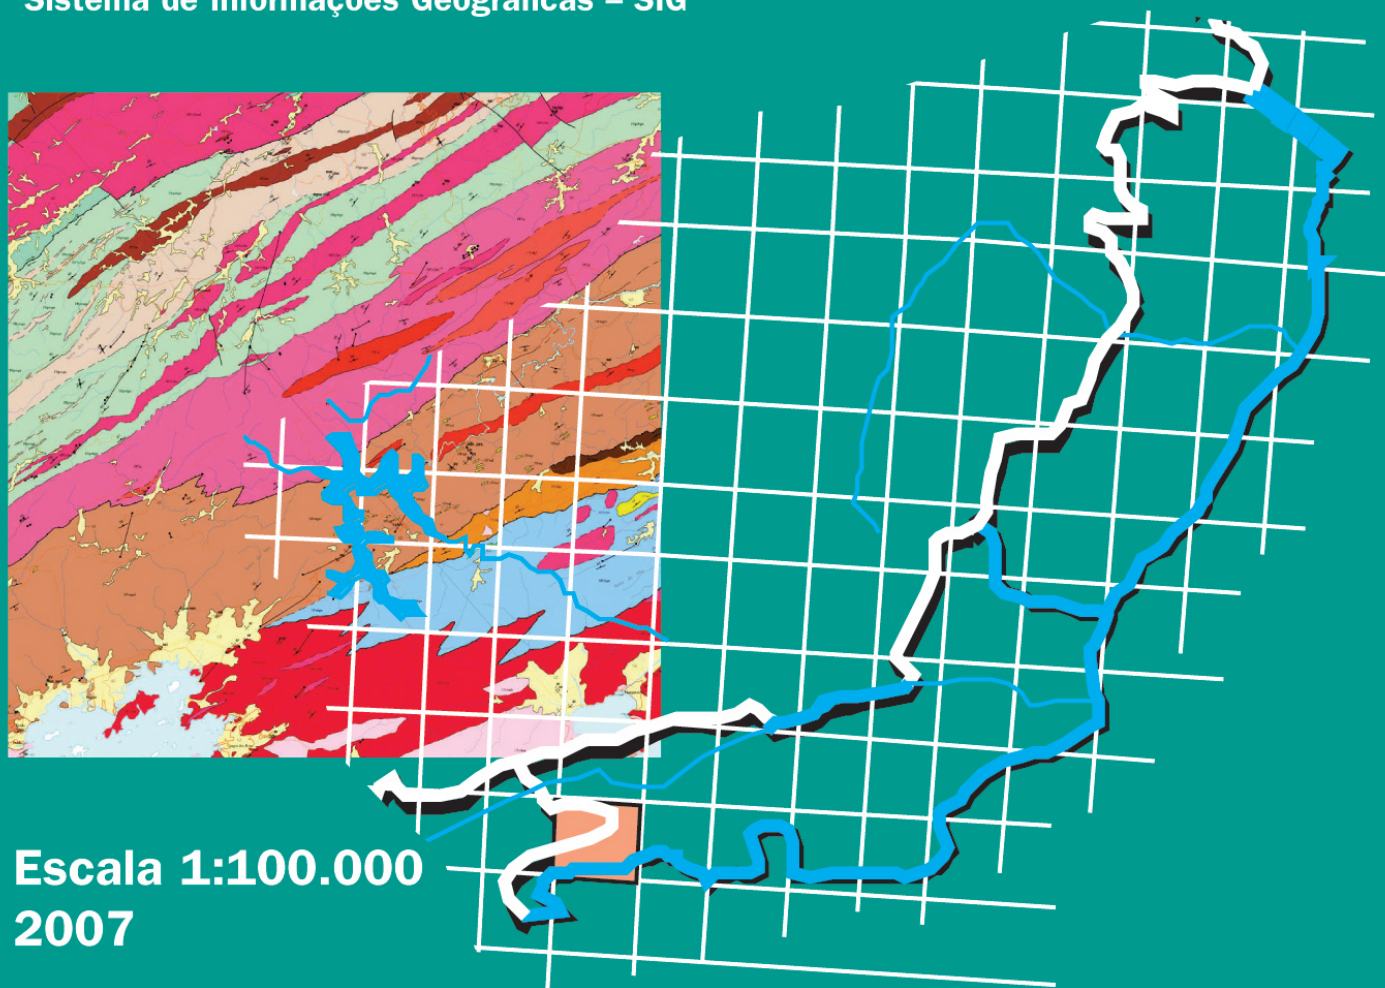 Sistema de Informações Geográficas – SIG
Escala 1:100.000
2007